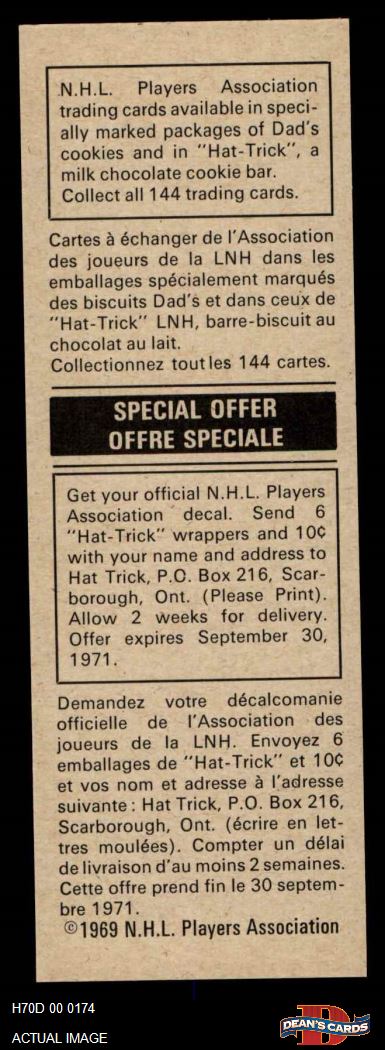 N.H.L. Players Association
trading cards available in speci-
ally marked packages of Dad's
cookies and in "Hat-Trick", a
milk chocolate cookie bar.
Collect all 144 trading cards.
Cartes à échanger de l'Association
des joueurs de la LNH dans les
emballages spécialement marqués
des biscuits Dad's et dans ceux de
"Hat-Trick" LNH, barre-biscuit au
chocolat au lait.
Collectionnez toutles 144 cartes.
SPECIAL OFFER
OFFRE SPECIALE
Get your official N.H.L. Players
Association decal. Send 6
"Hat-Trick" wrappers and 10¢
with your name and address to
Hat Trick, P.O. Box 216, Scar-
borough, Ont. (Please Print).
Allow 2 weeks for delivery.
Offer expires September 30,
1971.
Demandez votre décalcomanie
officielle de l'Association des
joueurs de la LNH. Envoyez 6
emballages de "Hat-Trick" et 10¢
et vos nom et adresse à l'adresse
suivante : Hat Trick, P.O. Box 216,
Scarborough, Ont. (écrire en let-
tres moulées). Compter un délai
de livraison d'au moins 2 semaines.
Cette offre prend fin le 30 septem-
bre 1971.
©1969 N.H.L. Players Association
H70D 00 0174
ACTUAL IMAGE
D
DEAN'S CARDS